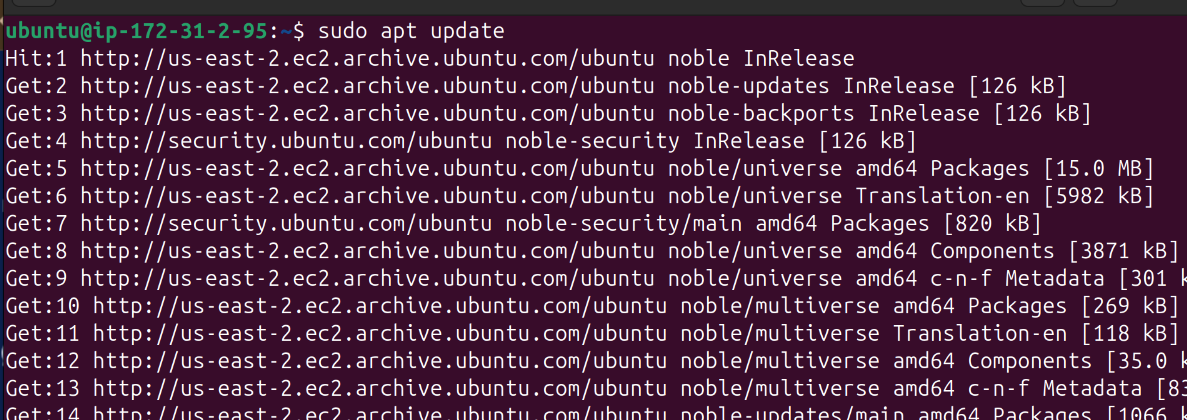 ubuntu@ip-172-31-2-95:~$ sudo apt update
Hit:1 http://us-east-2.ec2.archive.ubuntu.com/ubuntu noble InRelease
Get:2 http://us-east-2.ec2.archive.ubuntu.com/ubuntu noble-updates InRelease [126 kB]
Get:3 http://us-east-2.ec2.archive.ubuntu.com/ubuntu noble-backports InRelease [126 kB]
Get:4 http://security.ubuntu.com/ubuntu noble-security InRelease [126 kB]
Get:5 http://us-east-2.ec2.archive.ubuntu.com/ubuntu noble/universe amd64 Packages [15.0 MB]
Get:6 http://us-east-2.ec2.archive.ubuntu.com/ubuntu noble/universe Translation-en [5982 kB]
Get:7 http://security.ubuntu.com/ubuntu noble-security/main amd64 Packages [820 kB]
Get:8 http://us-east-2.ec2.archive.ubuntu.com/ubuntu noble/universe amd64 Components [3871 kB]
Get:9 http://us-east-2.ec2.archive.ubuntu.com/ubuntu noble/universe amd64 c-n-f Metadata [301
Get:10 http://us-east-2.ec2.archive.ubuntu.com/ubuntu noble/multiverse amd64 Packages [269 kB]
Get:11 http://us-east-2.ec2.archive.ubuntu.com/ubuntu noble/multiverse Translation-en [118 kB]
Get:12 http://us-east-2.ec2.archive.ubuntu.com/ubuntu noble/multiverse amd64 Components [35.0
Get:13 http://us-east-2.ec2.archive.ubuntu.com/ubuntu noble/multiverse amd64 c-n-f Metadata
Get:14 http://us-east-2.ec2.archive.ubuntu.com/ubuntu noble-updates/main amd64 Packages [1066